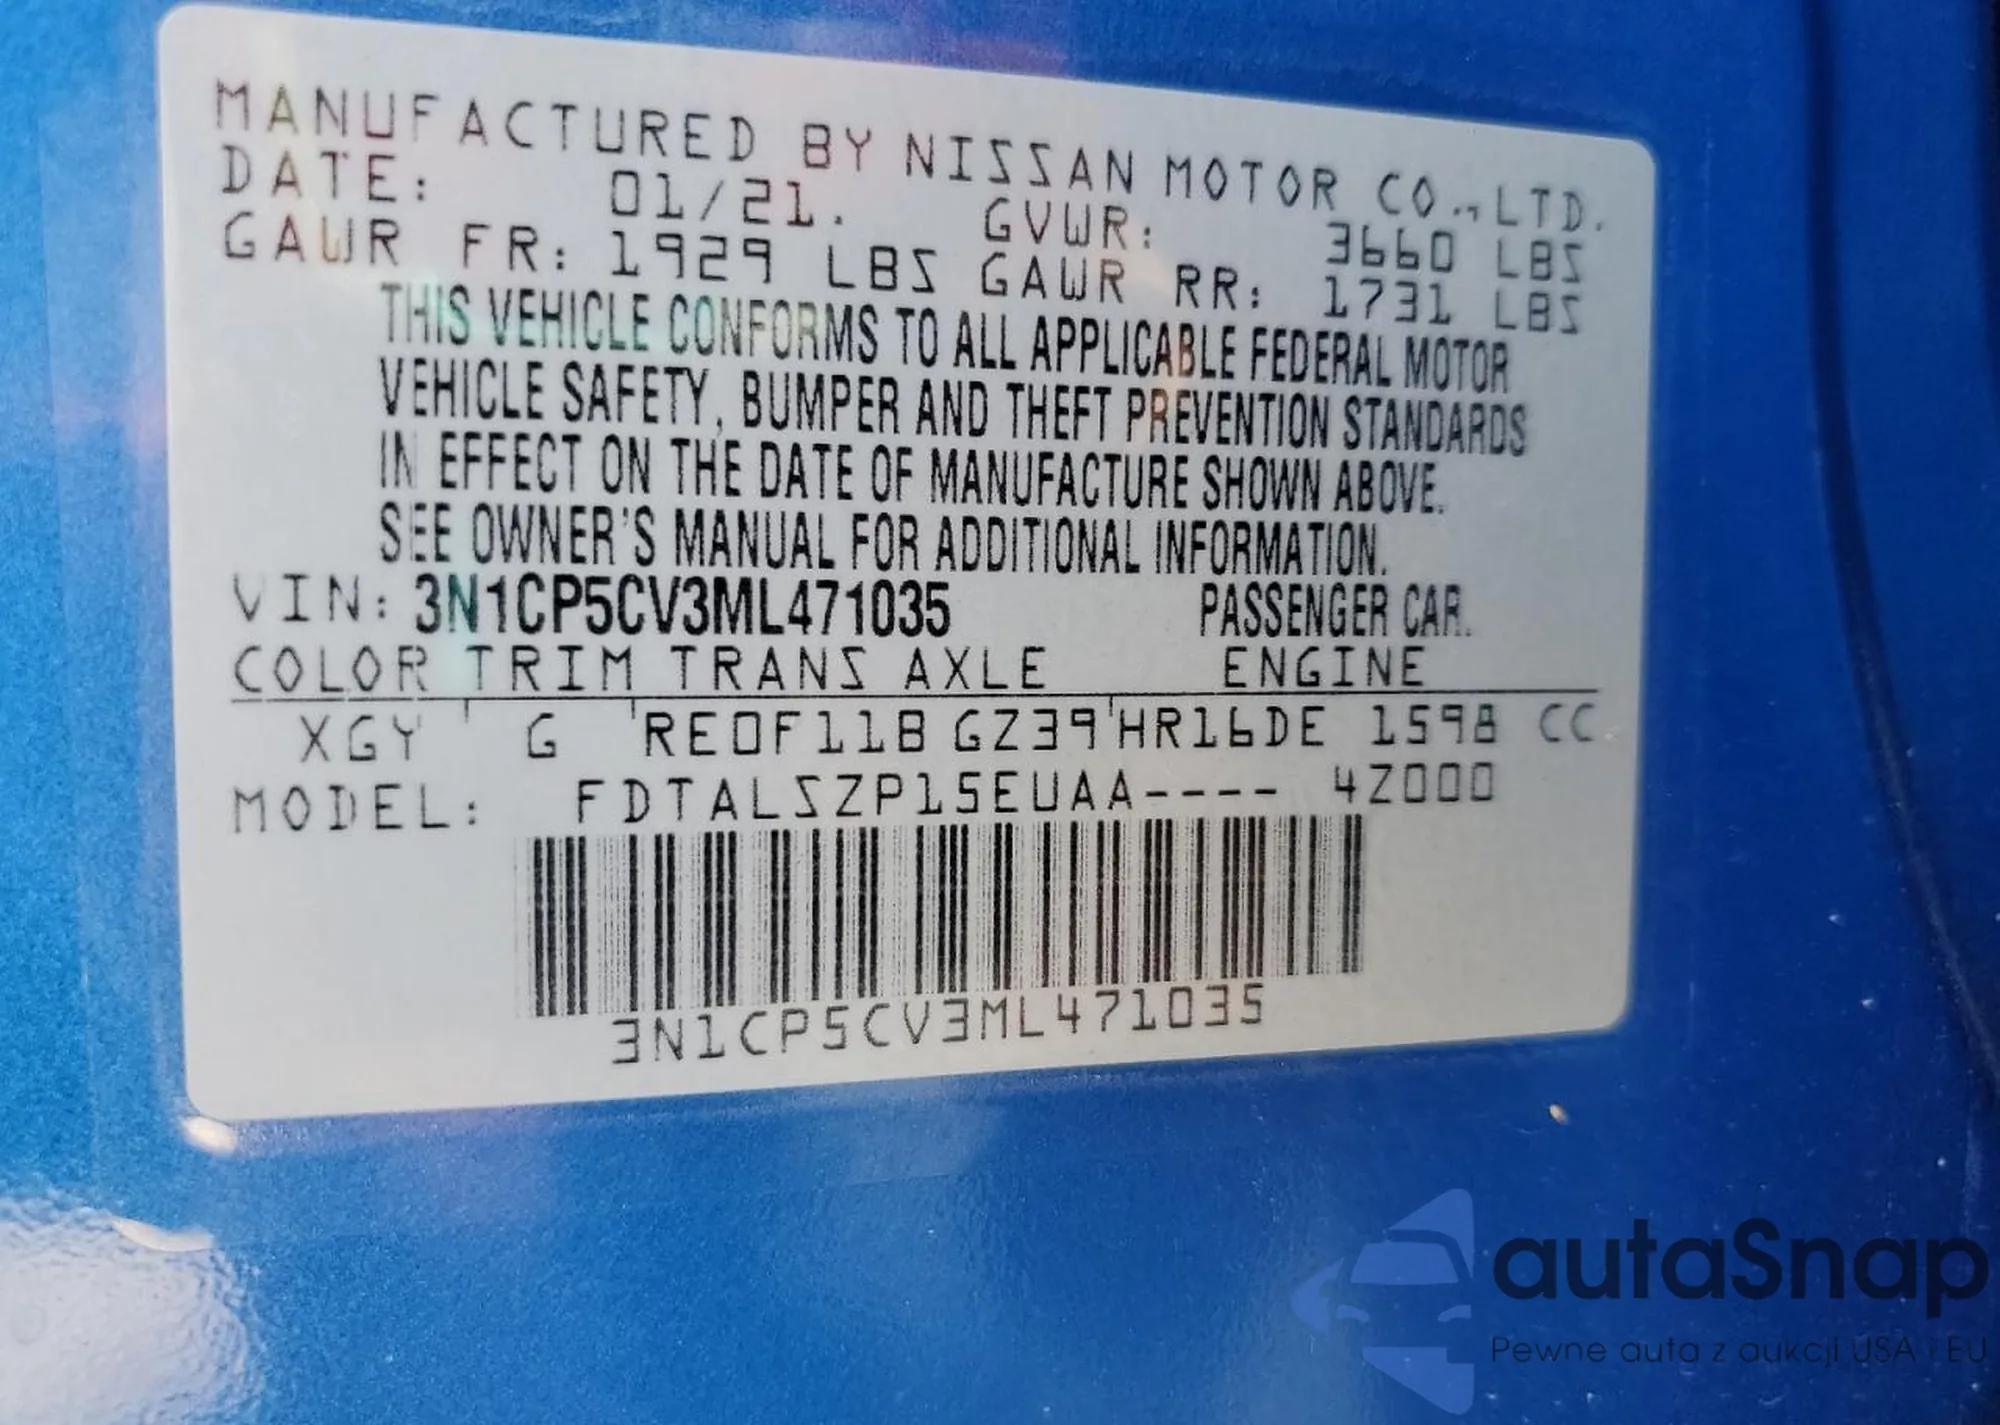 MANUFACTURED BY NISSAN MOTOR CO.,LTD.
DATE: 01/21. GVWR: 3660 LBS
GAWR FR: 1929 LBS GAWR RR: 1731 LBS
THIS VEHICLE CONFORMS TO ALL APPLICABLE FEDERAL MOTOR
VEHICLE SAFETY, BUMPER AND THEFT PREVENTION STANDARDS
IN EFFECT ON THE DATE OF MANUFACTURE SHOWN ABOVE.
SEE OWNER'S MANUAL FOR ADDITIONAL INFORMATION.
VIN: 3N1CP5CV3ML471035 PASSENGER CAR.
COLOR TRIM TRANS AXLE ENGINE
XGY G RE0F11B GZ39 HR16DE 1598 CC
MODEL: FDTALSZP15EUAA---- 4Z000
3N1CP5CV3ML471035
autaSnap
Pewne auta z aukcji USA i EU